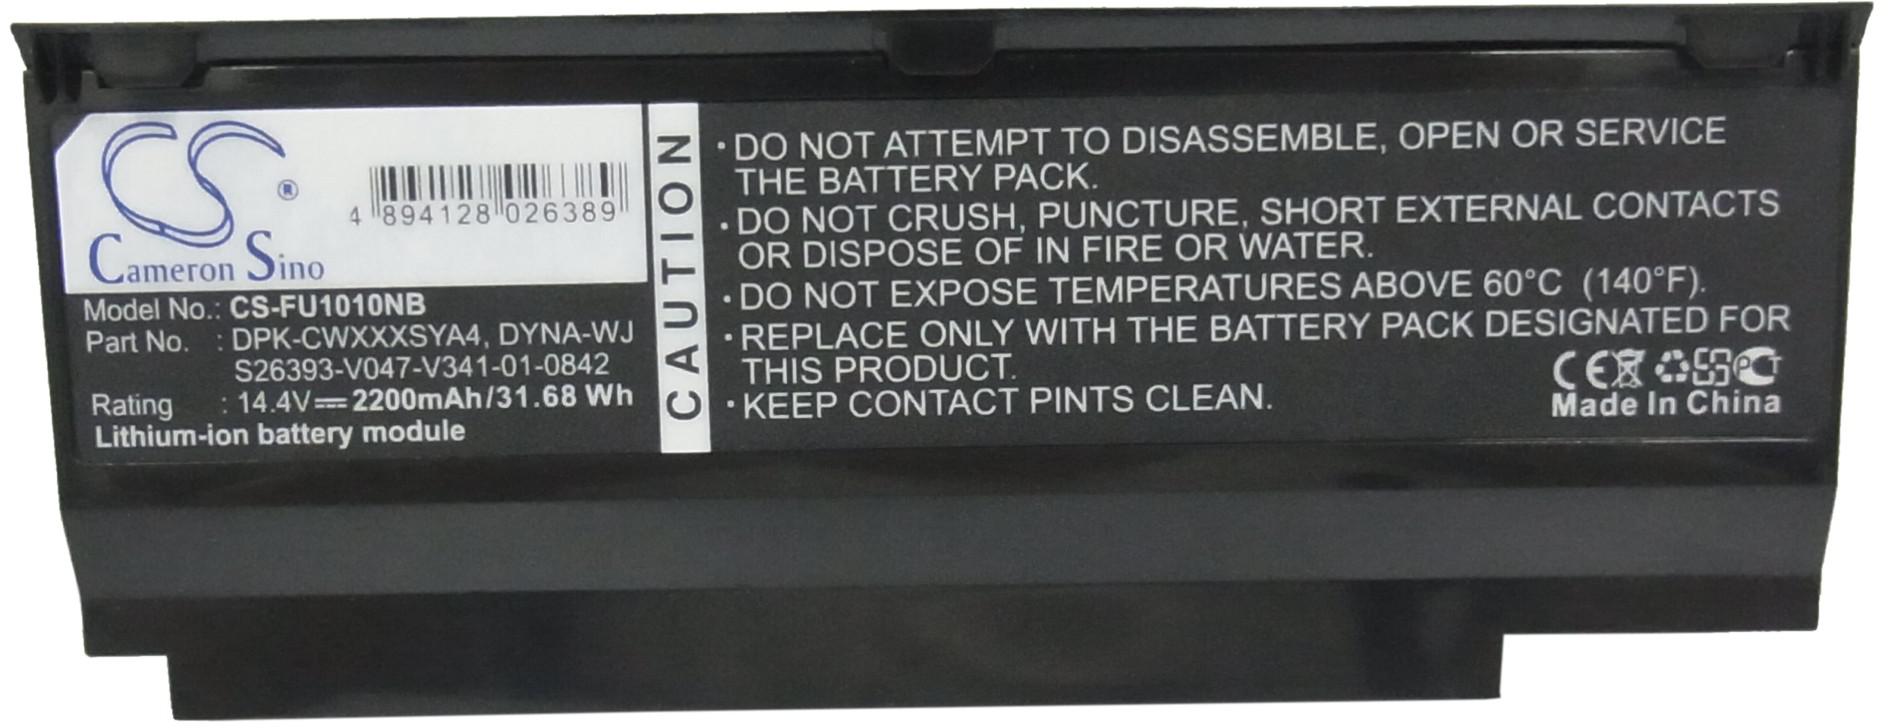 CS ®
Cameron Sino
4 894128 026389
Model No.: CS-FU1010NB
Part No. : DPK-CWXXXSYA4, DYNA-WJ
S26393-V047-V341-01-0842
Rating : 14.4V⎓2200mAh/31.68 Wh
Lithium-ion battery module
CAUTION
·DO NOT ATTEMPT TO DISASSEMBLE, OPEN OR SERVICE
THE BATTERY PACK.
·DO NOT CRUSH, PUNCTURE, SHORT EXTERNAL CONTACTS
OR DISPOSE OF IN FIRE OR WATER.
·DO NOT EXPOSE TEMPERATURES ABOVE 60°C (140°F).
·REPLACE ONLY WITH THE BATTERY PACK DESIGNATED FOR
THIS PRODUCT.
·KEEP CONTACT PINTS CLEAN.
CE PCT
Made In China